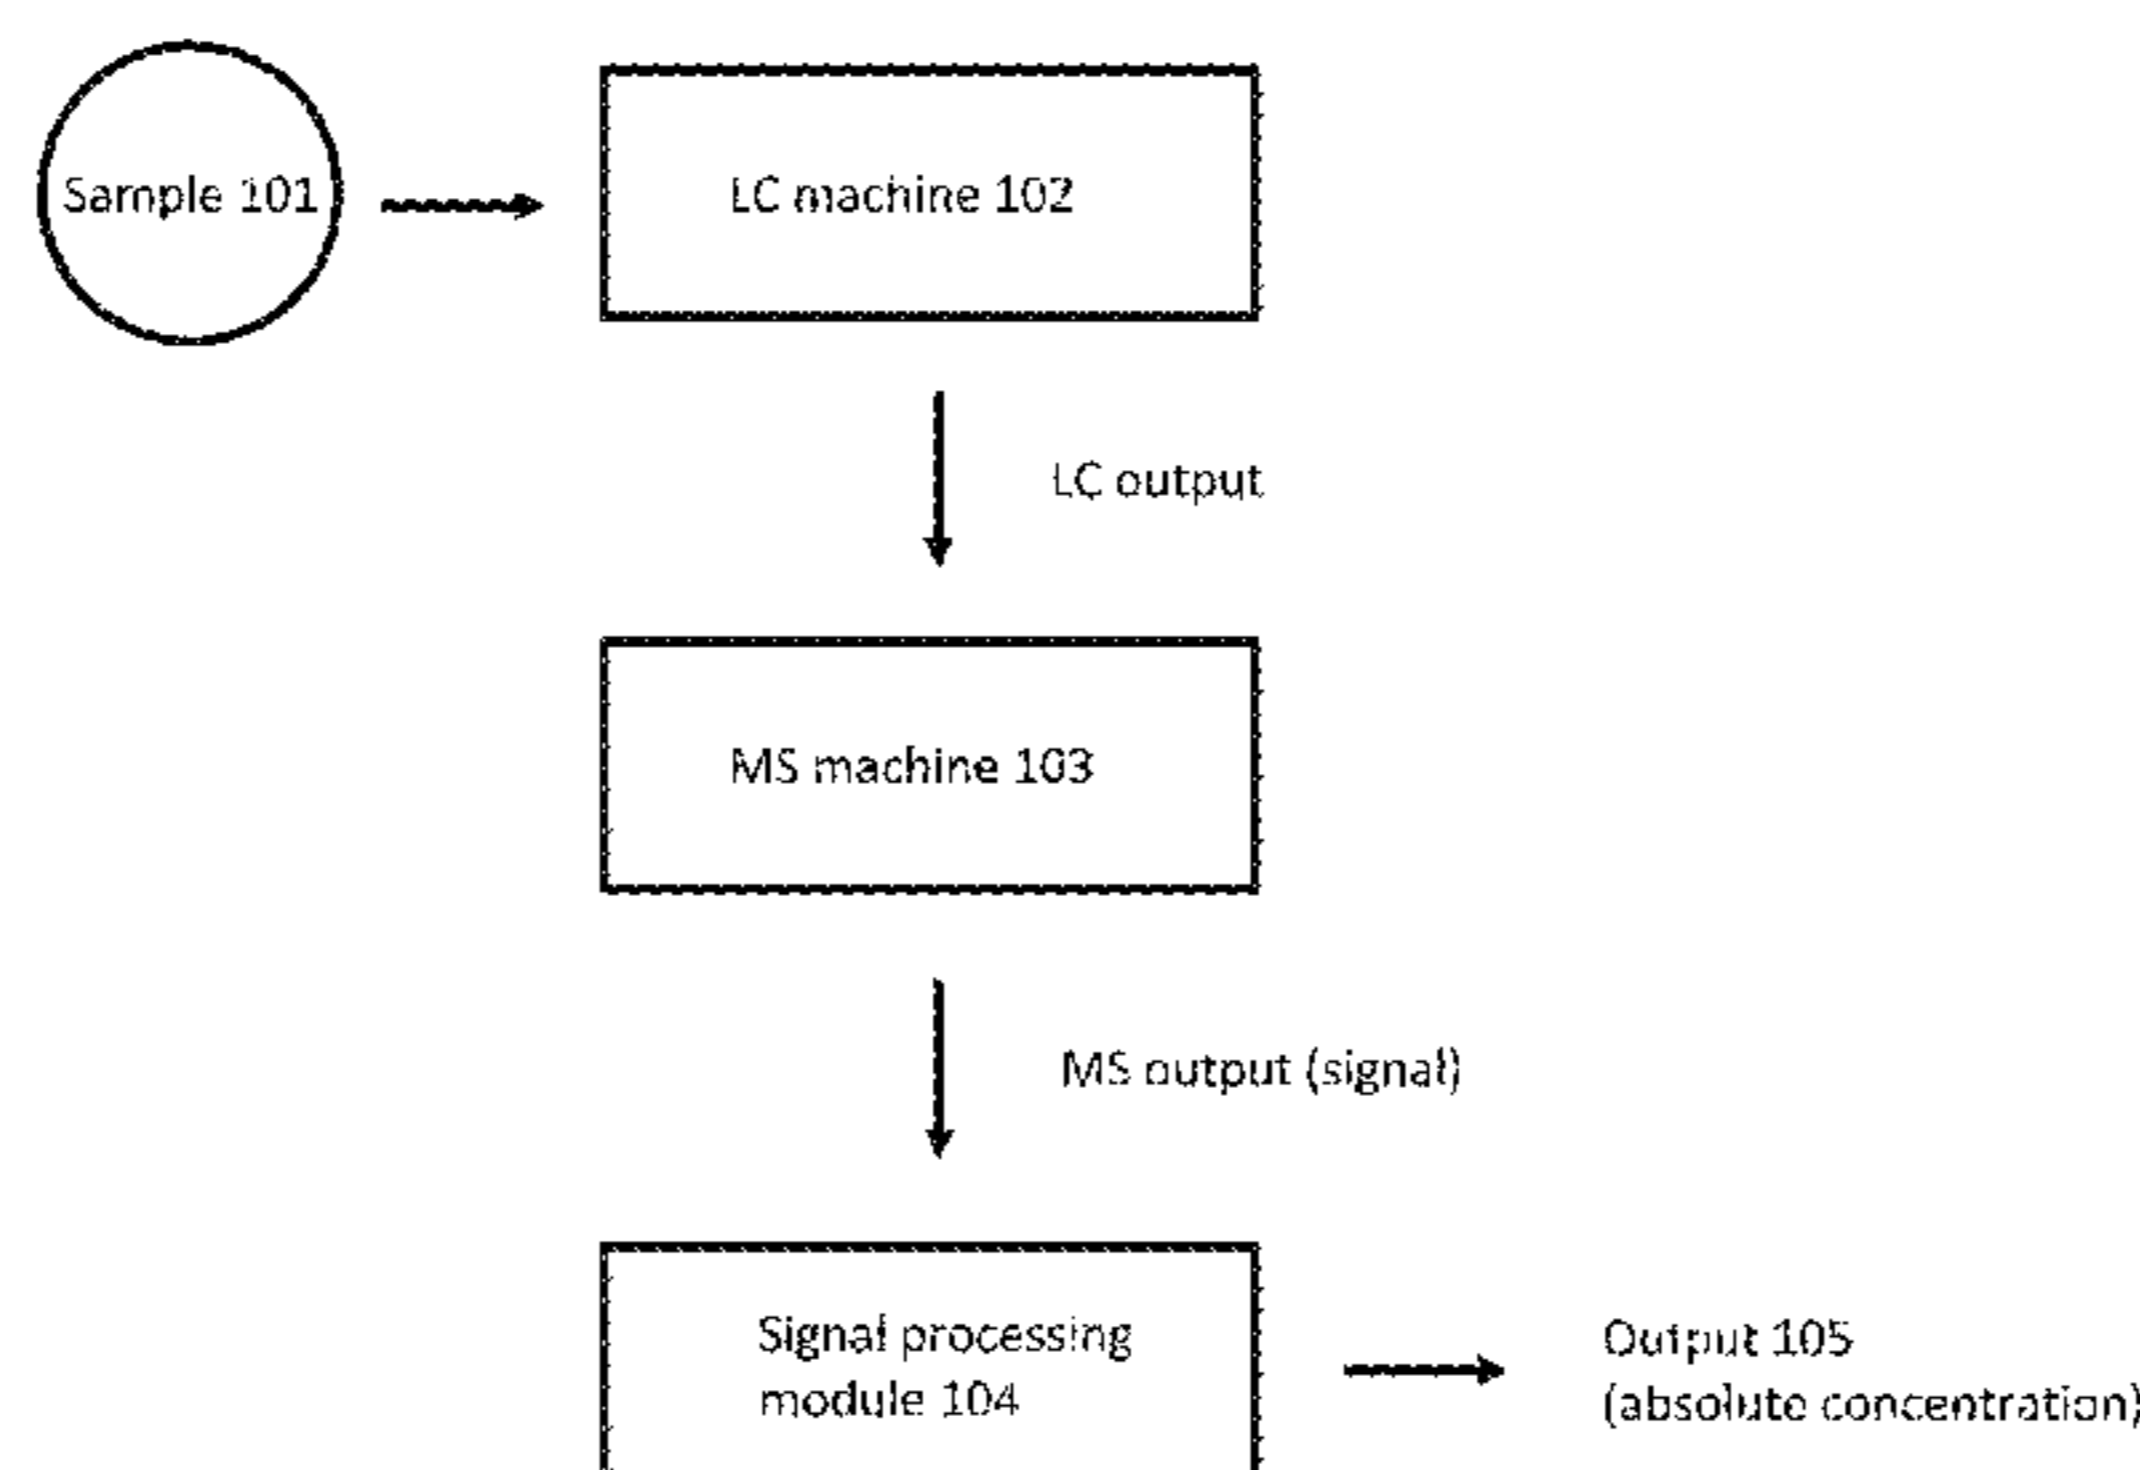 Sample 101
LC machine 102
LC output
MS machine 103
MS output (signal)
Signal processing
module 104
Output 105
(absolute concentration)